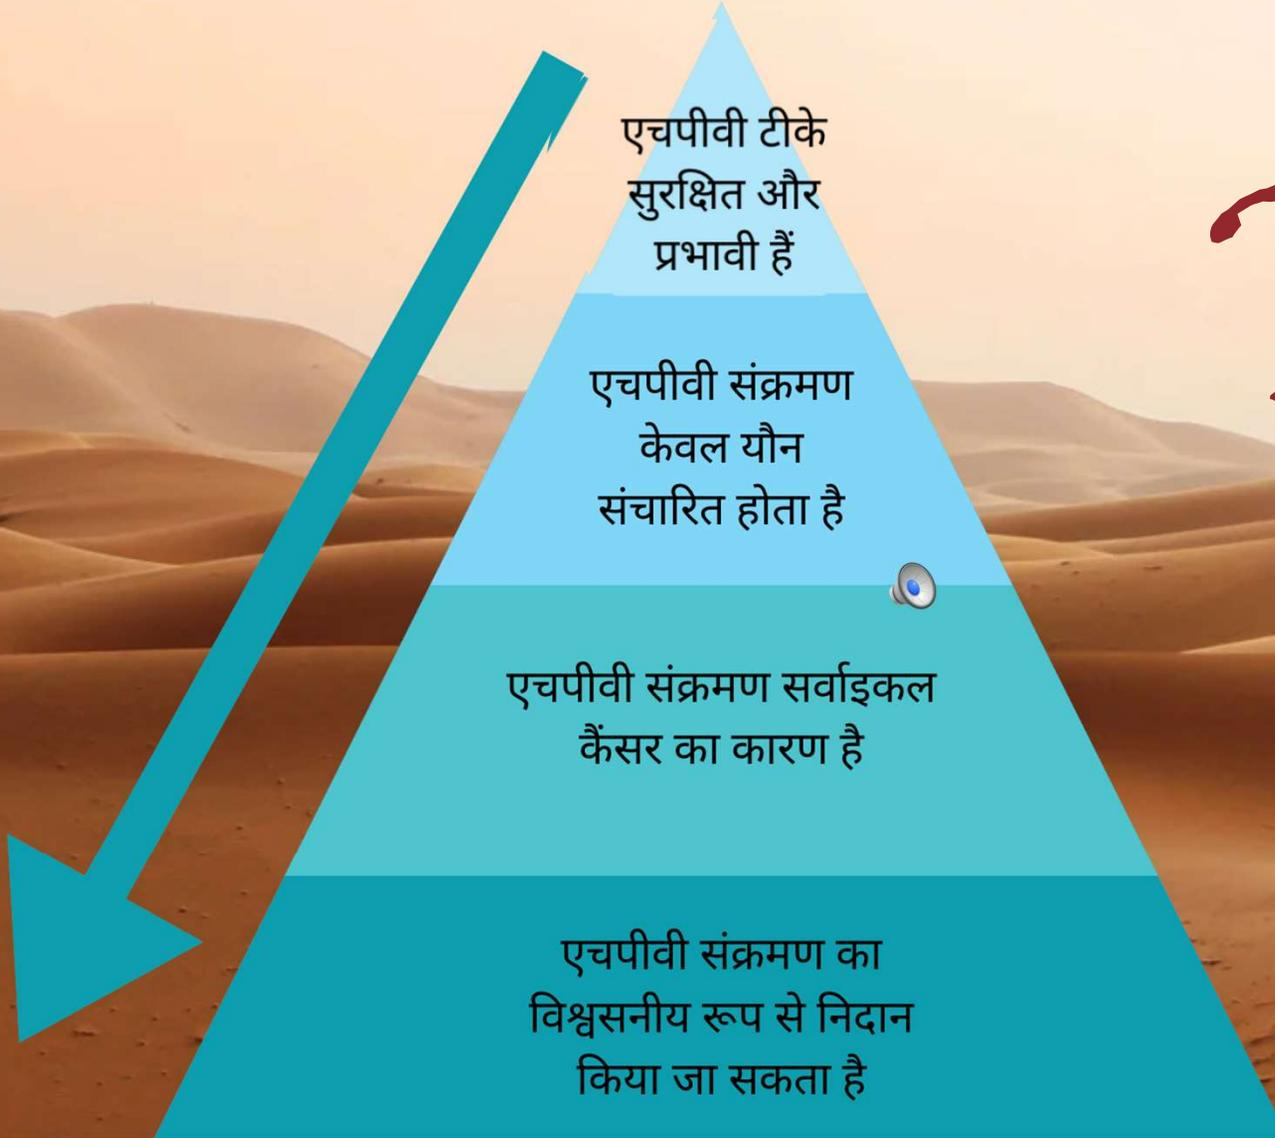 एचपीवी टीके
सुरक्षित और
प्रभावी हैं
एचपीवी संक्रमण
केवल यौन
संचारित होता है
एचपीवी संक्रमण सर्वाइकल
कैंसर का कारण है
एचपीवी संक्रमण का
विश्वसनीय रूप से निदान
किया जा सकता है